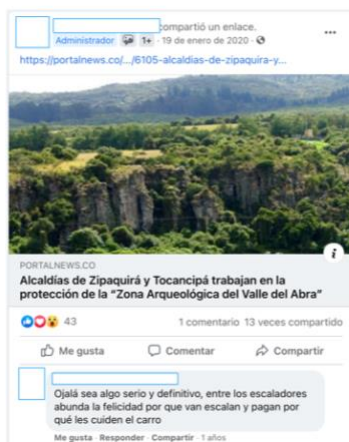 compartió un enlace.
Administrador 1+ · 19 de enero de 2020 ·
https://portalnews.co/.../6105-alcaldias-de-zipaquira-y...
PORTALNEWS.CO
Alcaldías de Zipaquirá y Tocancipá trabajan en la
protección de la “Zona Arqueológica del Valle del Abra”
43
1 comentario 13 veces compartido
Me gusta Comentar Compartir
Ojalá sea algo serio y definitivo, entre los escaladores
abunda la felicidad por que van escalan y pagan por
qué les cuiden el carro
Me gusta · Responder · Compartir · 1 años